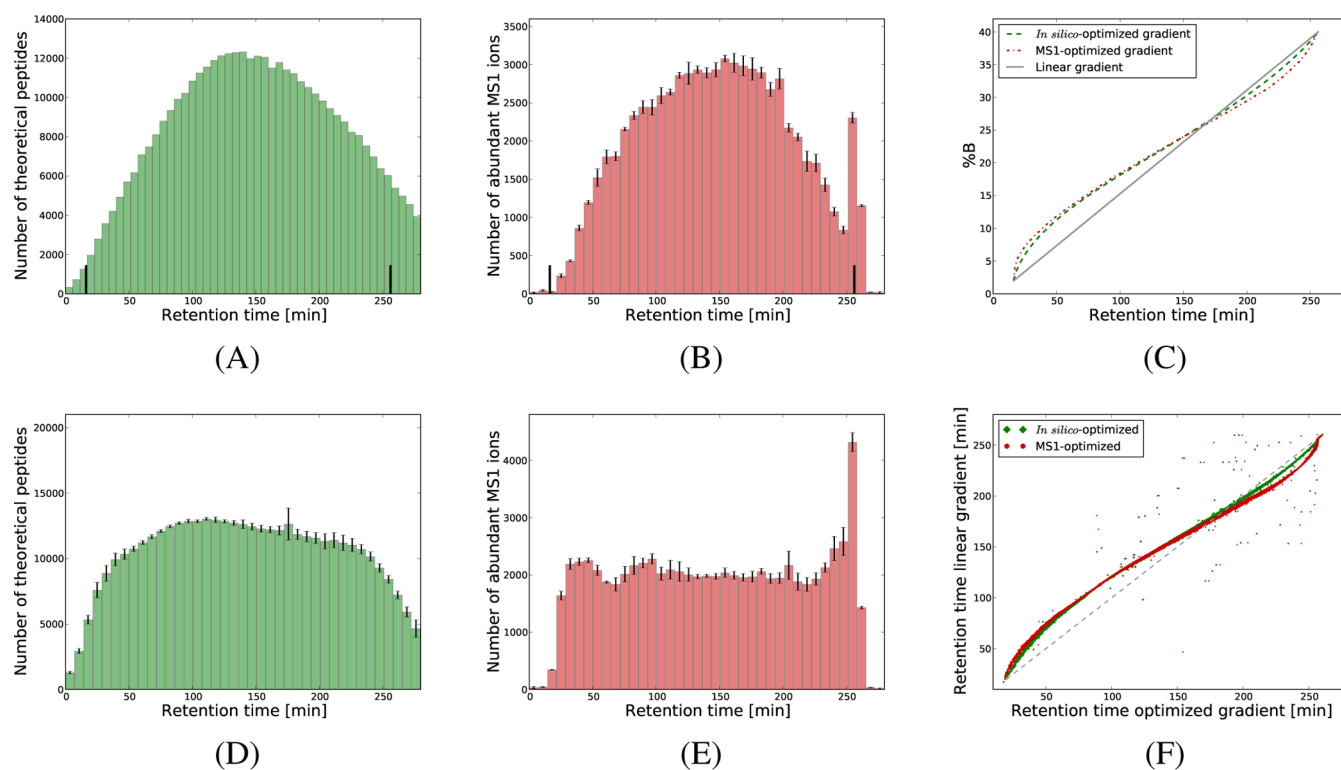 14000
12000
10000
8000
6000
4000
2000
0
Number of theoretical peptides
0 50 100 150 200 250
Retention time [min]
(A)
3500
3000
2500
2000
1500
1000
500
0
Number of abundant MS1 ions
0 50 100 150 200 250
Retention time [min]
(B)
40
35
30
25
20
15
10
5
0
%B
In silico-optimized gradient
MS1-optimized gradient
Linear gradient
0 50 100 150 200 250
Retention time [min]
(C)
20000
15000
10000
5000
0
Number of theoretical peptides
0 50 100 150 200 250
Retention time [min]
(D)
4000
3000
2000
1000
0
Number of abundant MS1 ions
0 50 100 150 200 250
Retention time [min]
(E)
250
200
150
100
50
Retention time linear gradient [min]
In silico-optimized
MS1-optimized
50 100 150 200 250
Retention time optimized gradient [min]
(F)